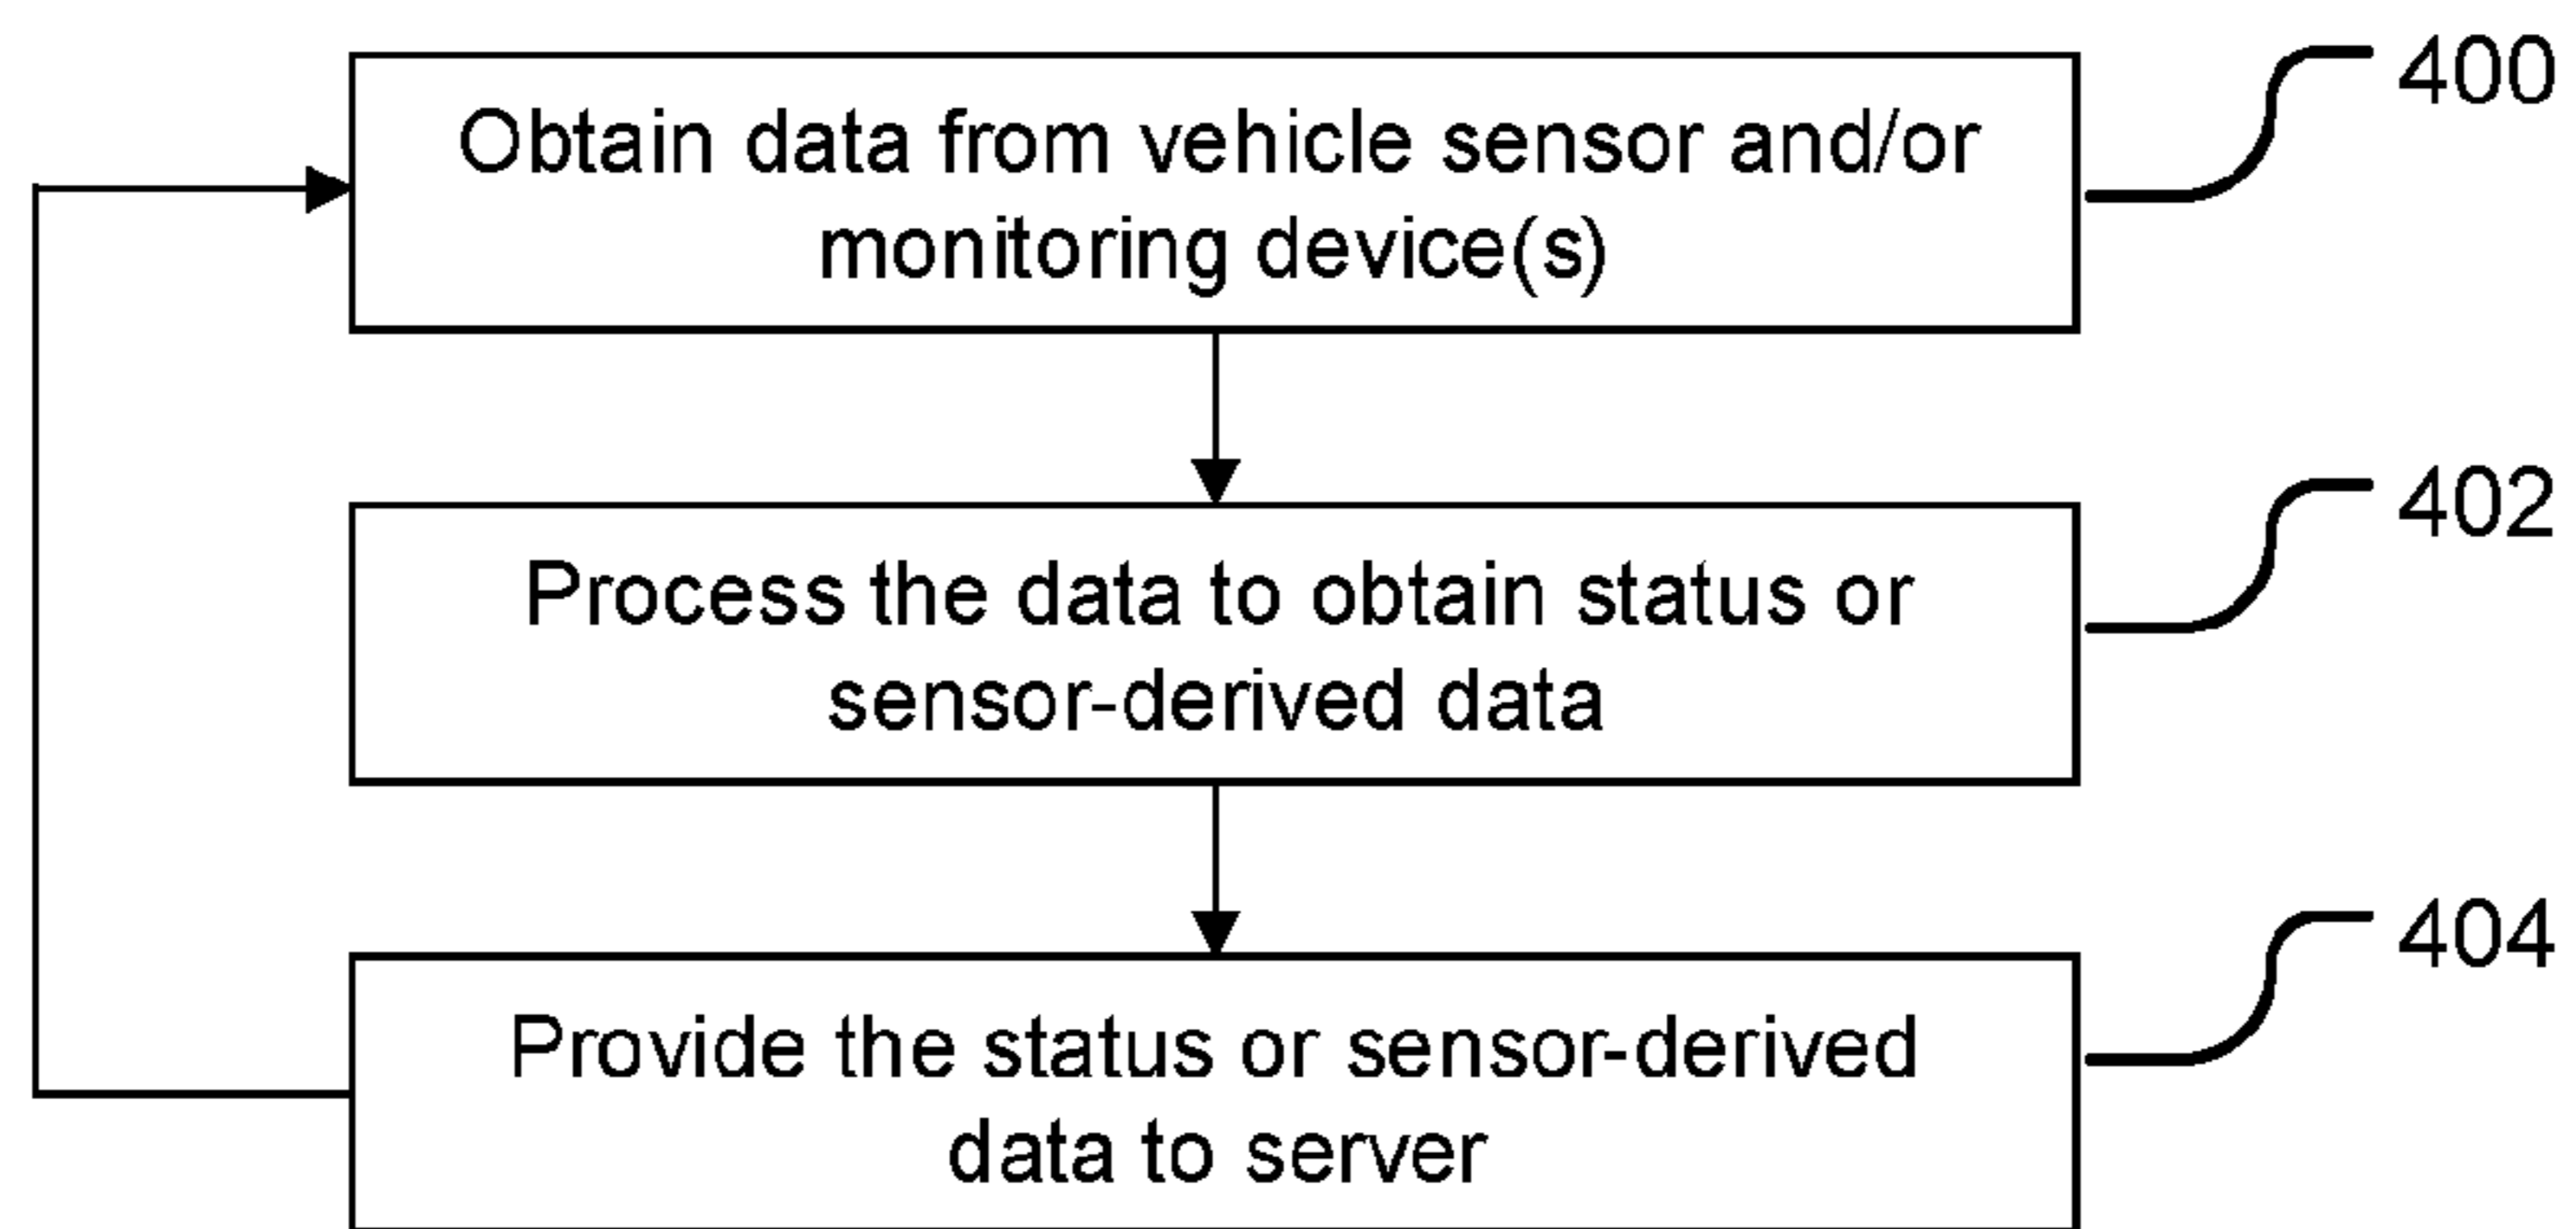 Obtain data from vehicle sensor and/or
monitoring device(s)
400
Process the data to obtain status or
sensor-derived data
402
Provide the status or sensor-derived
data to server
404